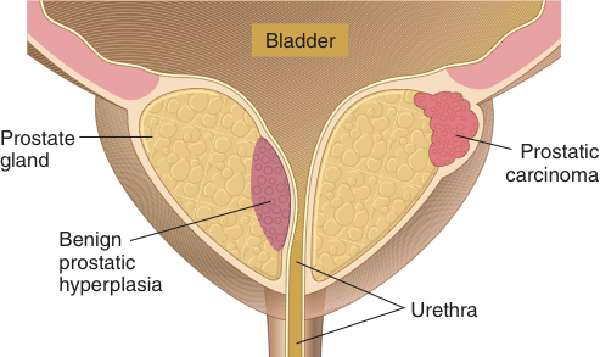 Bladder
Prostate
gland
Prostatic
carcinoma
Benign
prostatic
hyperplasia
Urethra